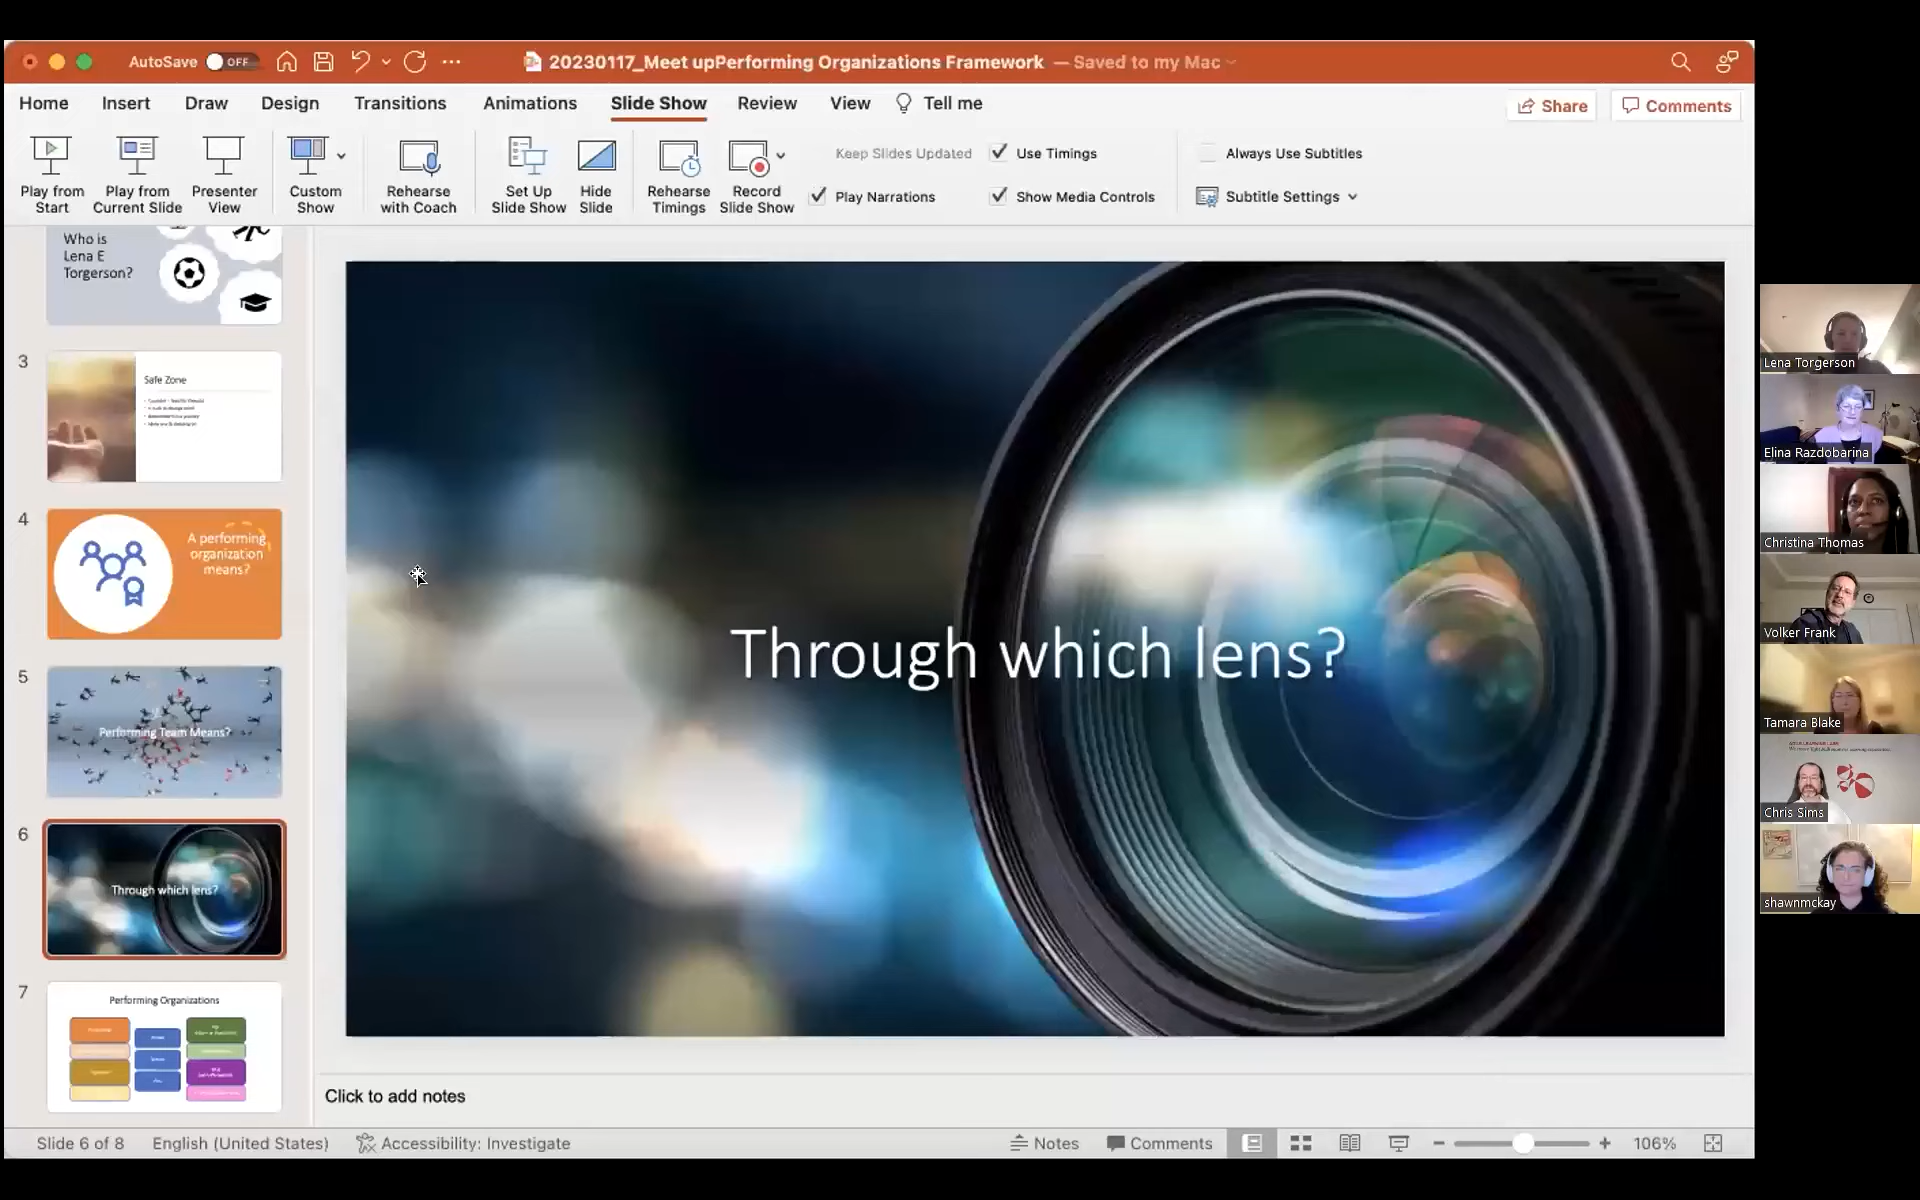 AutoSave OFF
20230117_Meet upPerforming Organizations Framework — Saved to my Mac
Home Insert Draw Design Transitions Animations Slide Show Review View Tell me
Share Comments
Play from Start
Play from Current Slide
Presenter View
Custom Show
Rehearse with Coach
Set Up Slide Show
Hide Slide
Rehearse Timings
Record Slide Show
Keep Slides Updated
Play Narrations
Use Timings
Show Media Controls
Always Use Subtitles
Subtitle Settings
Who is
Lena E
Torgerson?
3
Safe Zone
4
A performing
organization
means?
5
Performing Team Means?
6
Through which lens?
7
Performing Organizations
Through which lens?
Click to add notes
Slide 6 of 8 English (United States) Accessibility: Investigate
Notes Comments 106%
Lena Torgerson
Elina Razdobarina
Christina Thomas
Volker Frank
Tamara Blake
Chris Sims
shawnmckay